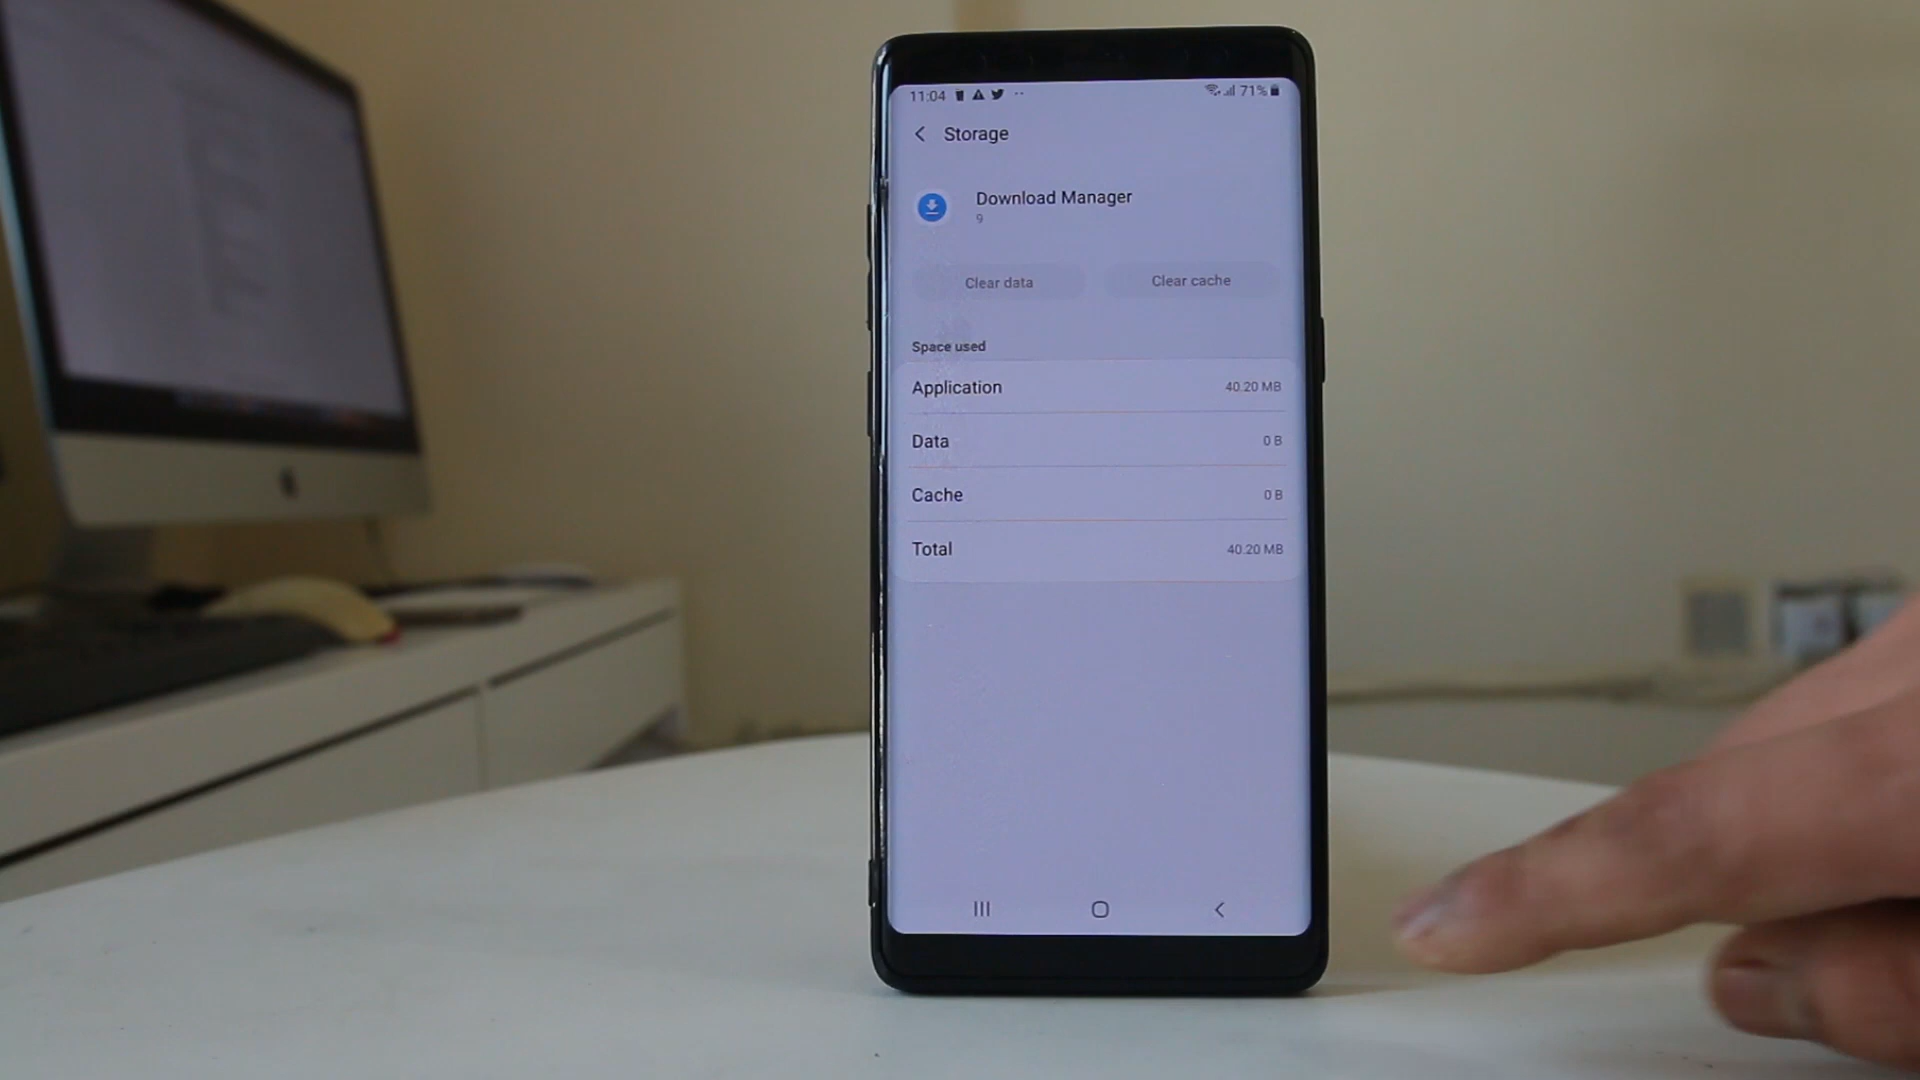 11:04 71%
Storage
Download Manager
9
Clear data Clear cache
Space used
Application 40.20 MB
Data 0 B
Cache 0 B
Total 40.20 MB